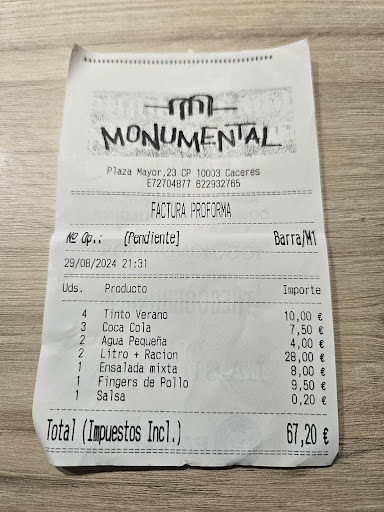 MONUMENTAL
Plaza Mayor,23 CP 10003 Caceres
E72704877 622932765
FACTURA PROFORMA
Nº Op.: [Pendiente] Barra/M1
29/08/2024 21:31
Uds. Producto Importe
4 Tinto Verano 10,00 €
3 Coca Cola 7,50 €
2 Agua Pequeña 4,00 €
2 Litro + Racion 28,00 €
1 Ensalada mixta 8,00 €
1 Fingers de Pollo 9,50 €
1 Salsa 0,20 €
Total (Impuestos Incl.) 67,20 €